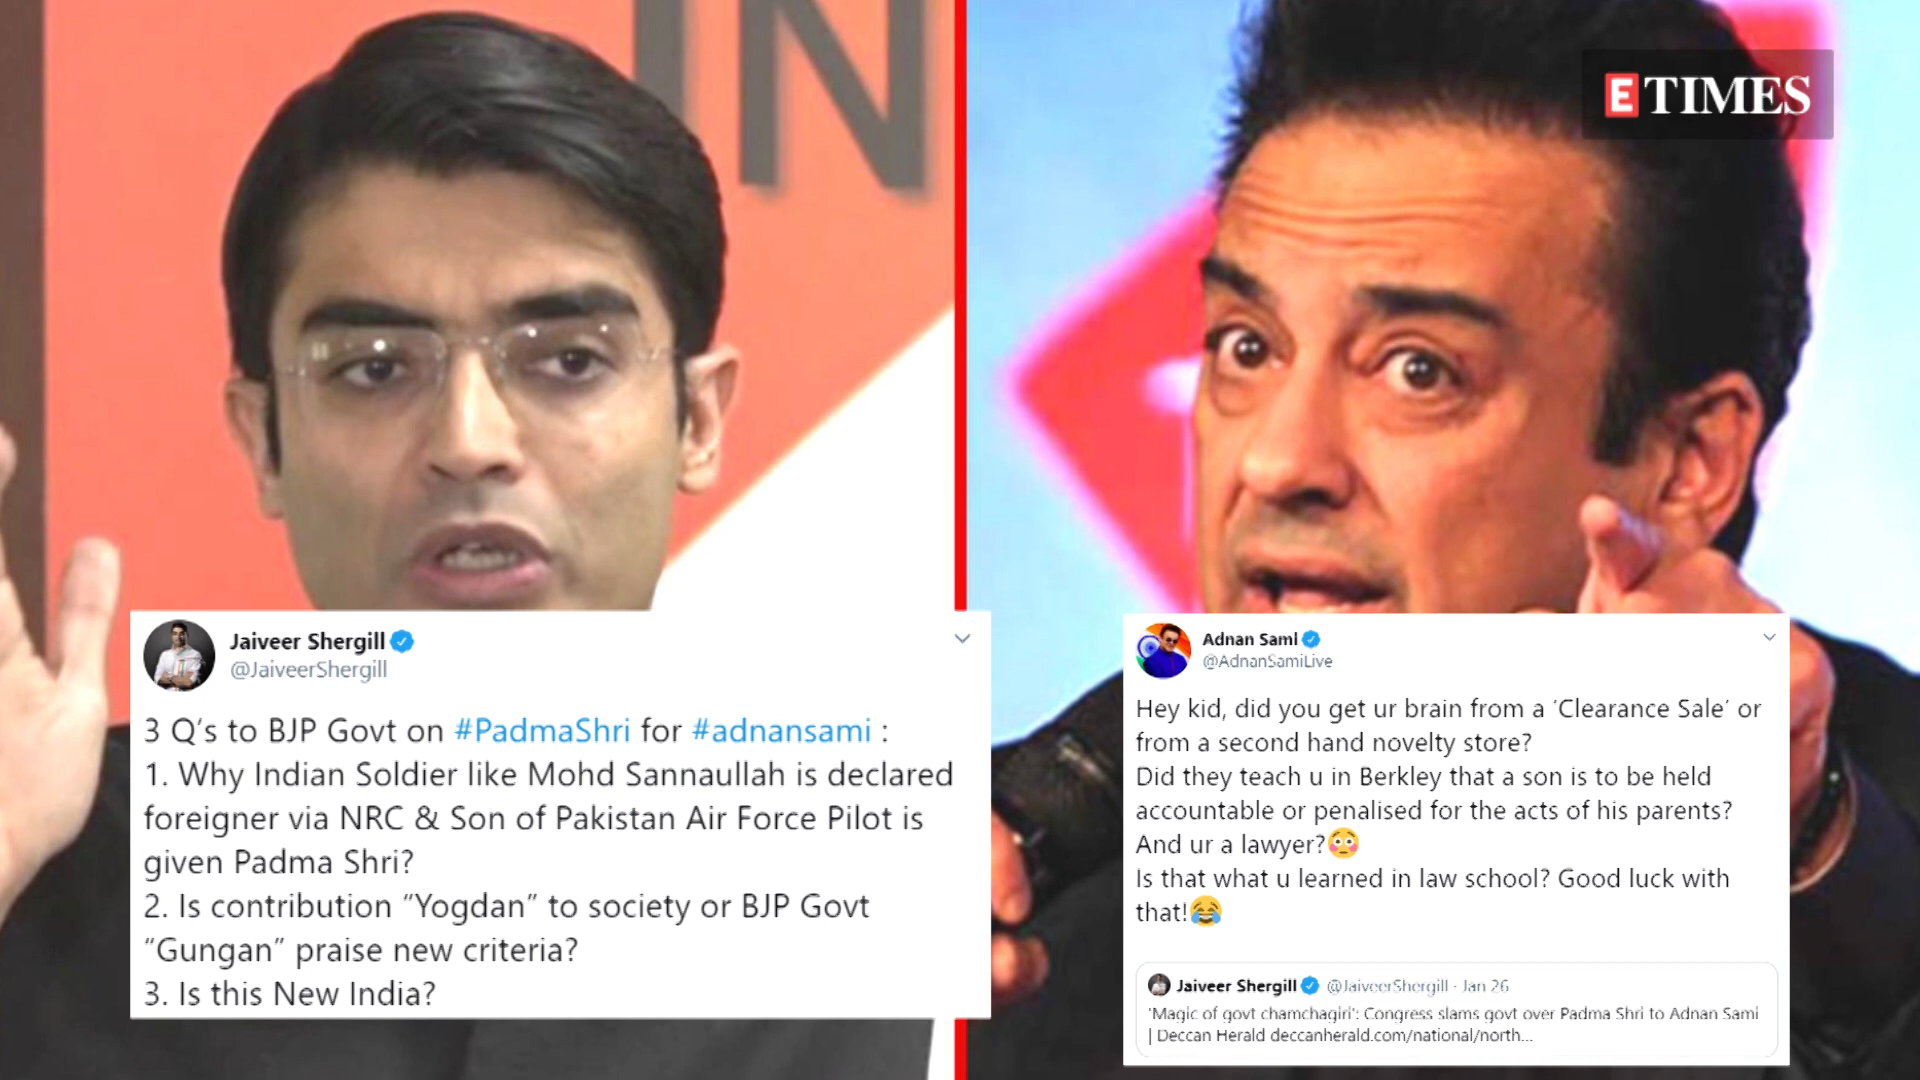 IN
ETIMES
Jaiveer Shergill
@JaiveerShergill
3 Q's to BJP Govt on #PadmaShri for #adnansami :
1. Why Indian Soldier like Mohd Sannaullah is declared
foreigner via NRC & Son of Pakistan Air Force Pilot is
given Padma Shri?
2. Is contribution “Yogdan” to society or BJP Govt
“Gungan” praise new criteria?
3. Is this New India?
Adnan Sami
@AdnanSamiLive
Hey kid, did you get ur brain from a ‘Clearance Sale’ or
from a second hand novelty store?
Did they teach u in Berkley that a son is to be held
accountable or penalised for the acts of his parents?
And ur a lawyer?😳
Is that what u learned in law school? Good luck with
that!😂
Jaiveer Shergill @JaiveerShergill · Jan 26
'Magic of govt chamchagiri': Congress slams govt over Padma Shri to Adnan Sami
| Deccan Herald deccanherald.com/national/north...